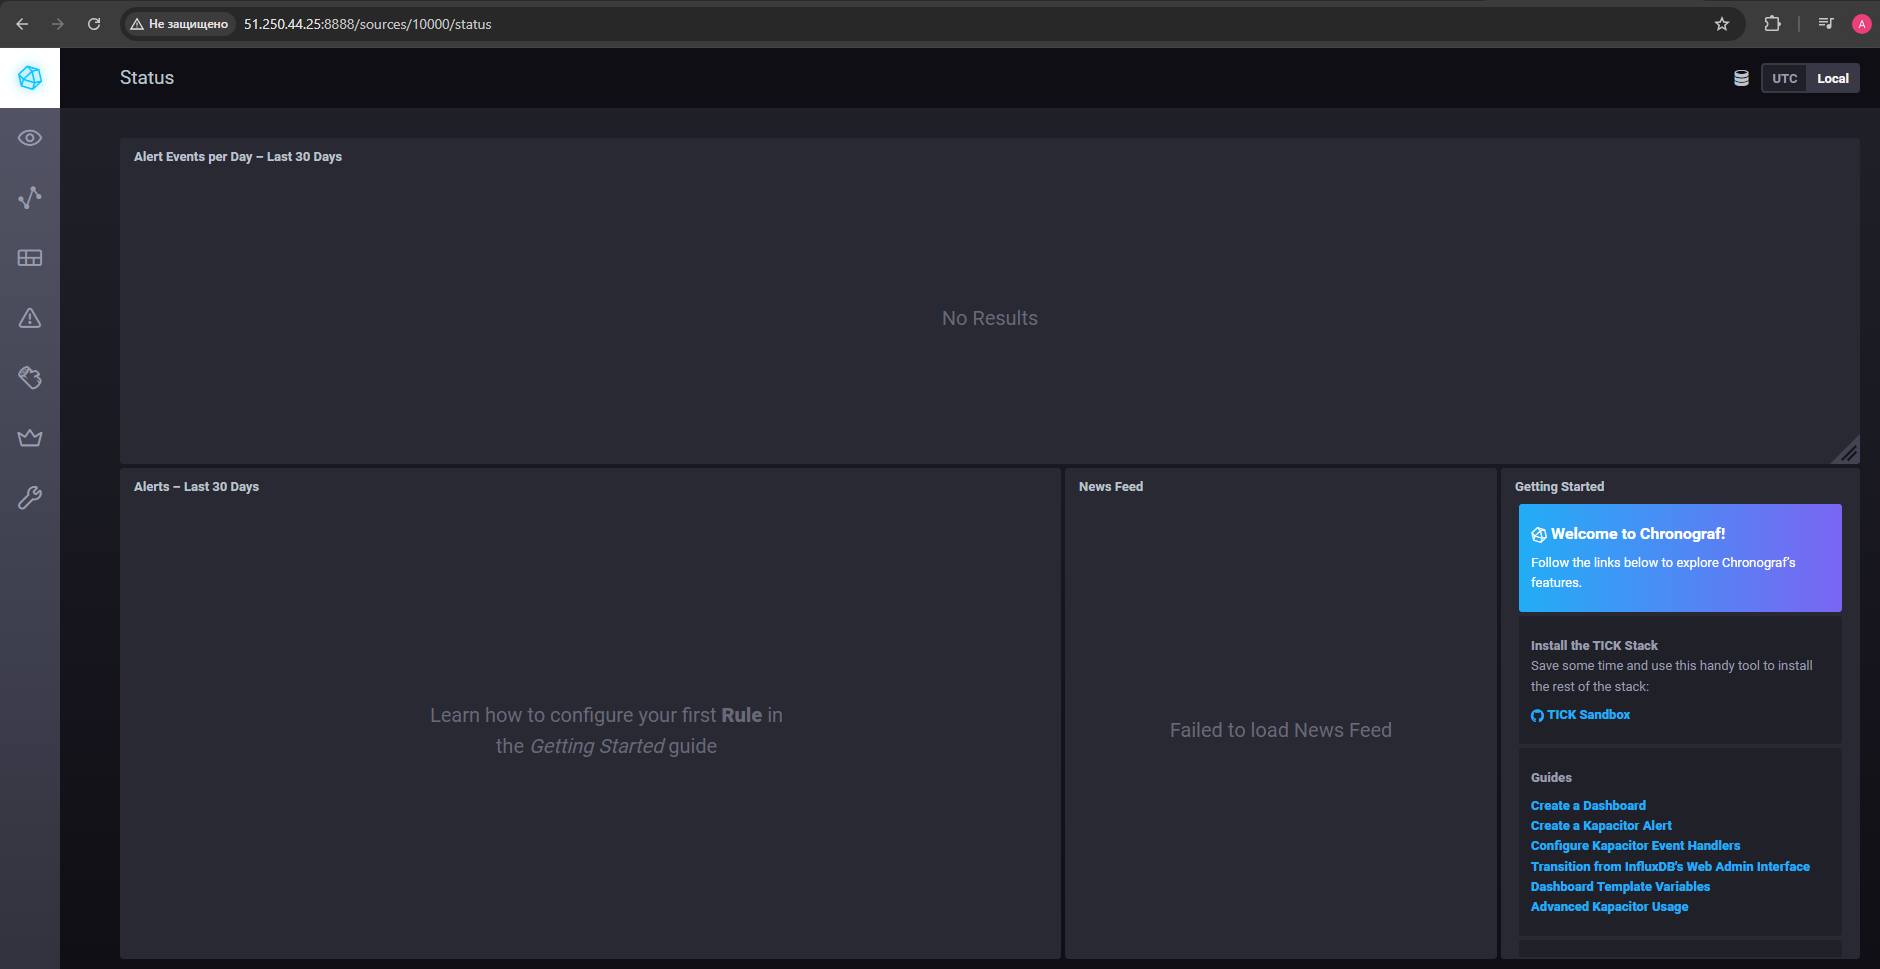 Не защищено
51.250.44.25:8888/sources/10000/status
A
Status
UTC
Local
Alert Events per Day – Last 30 Days
No Results
Alerts – Last 30 Days
Learn how to configure your first Rule in
the Getting Started guide
News Feed
Failed to load News Feed
Getting Started
Welcome to Chronograf!
Follow the links below to explore Chronograf's
features.
Install the TICK Stack
Save some time and use this handy tool to install
the rest of the stack:
TICK Sandbox
Guides
Create a Dashboard
Create a Kapacitor Alert
Configure Kapacitor Event Handlers
Transition from InfluxDB's Web Admin Interface
Dashboard Template Variables
Advanced Kapacitor Usage